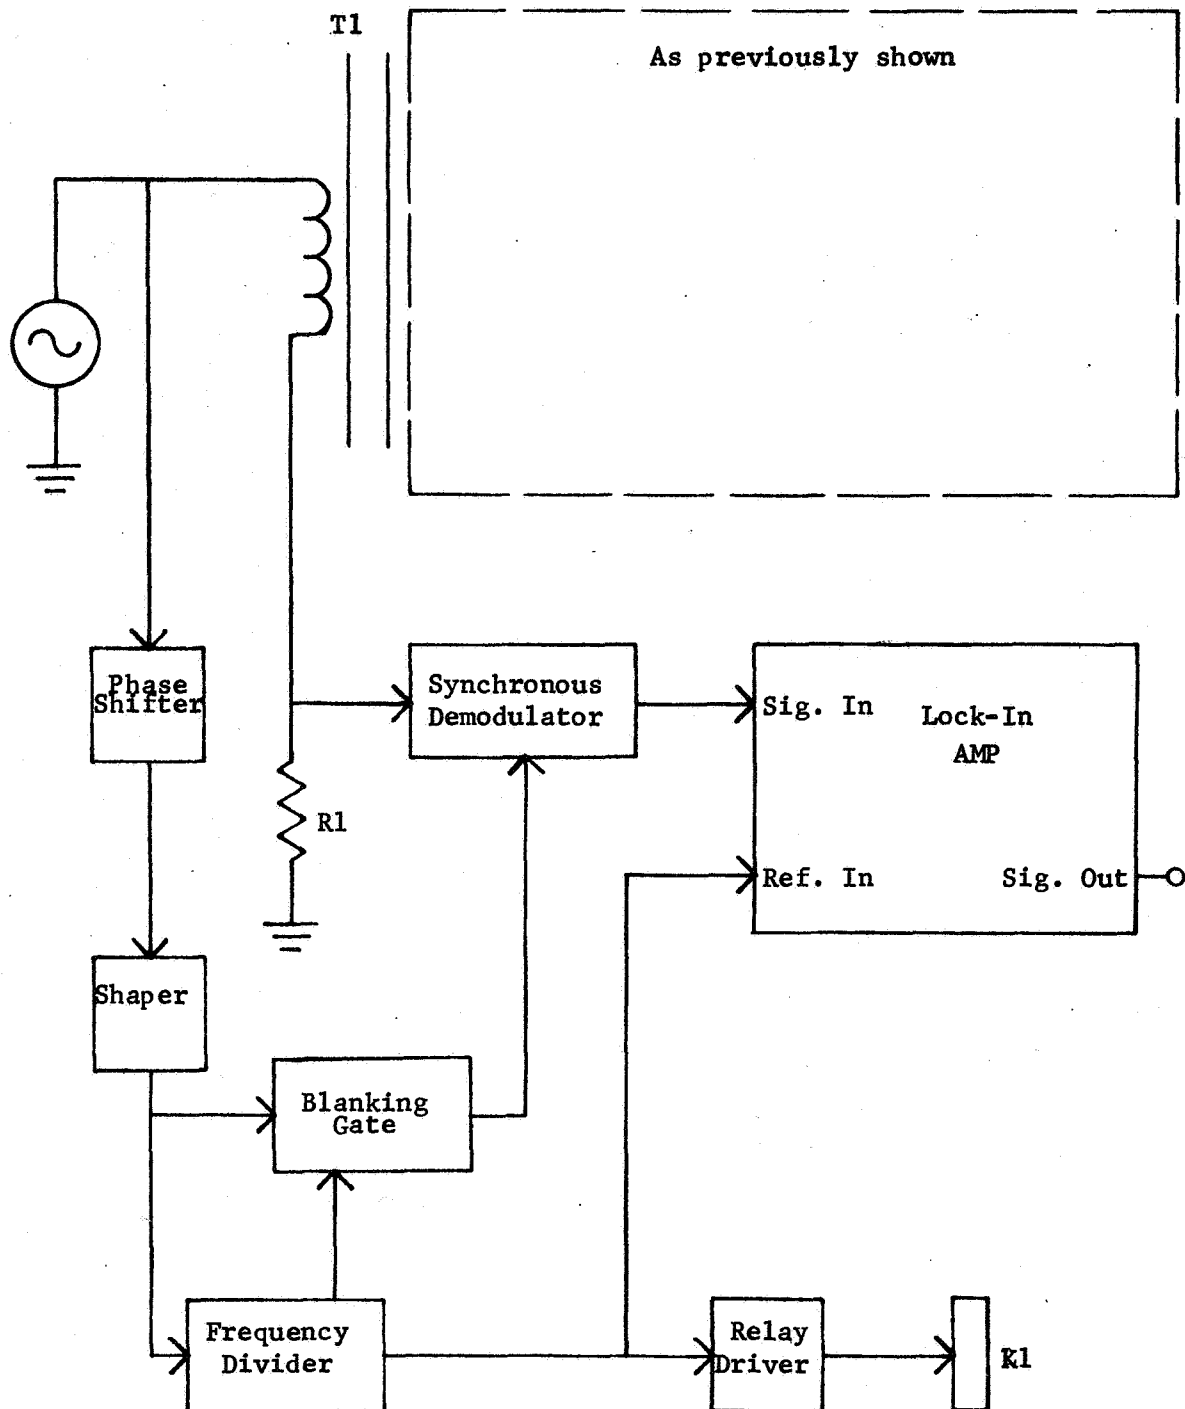 T1
As previously shown
Phase
Shifter
Synchronous
Demodulator
Sig. In
Lock-In
AMP
R1
Ref. In
Sig. Out
Shaper
Blanking
Gate
Frequency
Divider
Relay
Driver
K1